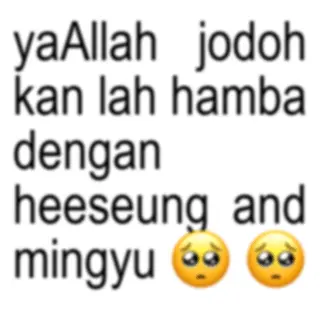 yaAllah jodoh
kan lah hamba
dengan
heeseung and
mingyu 🥺 🥺